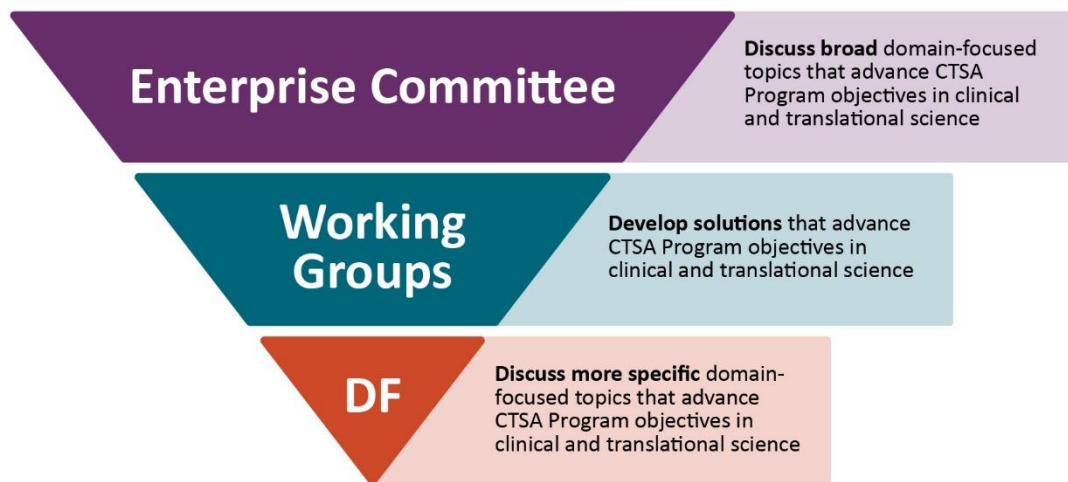 Enterprise Committee
Discuss broad domain-focused
topics that advance CTSA
Program objectives in clinical
and translational science
Working
Groups
Develop solutions that advance
CTSA Program objectives in
clinical and translational science
DF
Discuss more specific domain-
focused topics that advance
CTSA Program objectives in
clinical and translational science